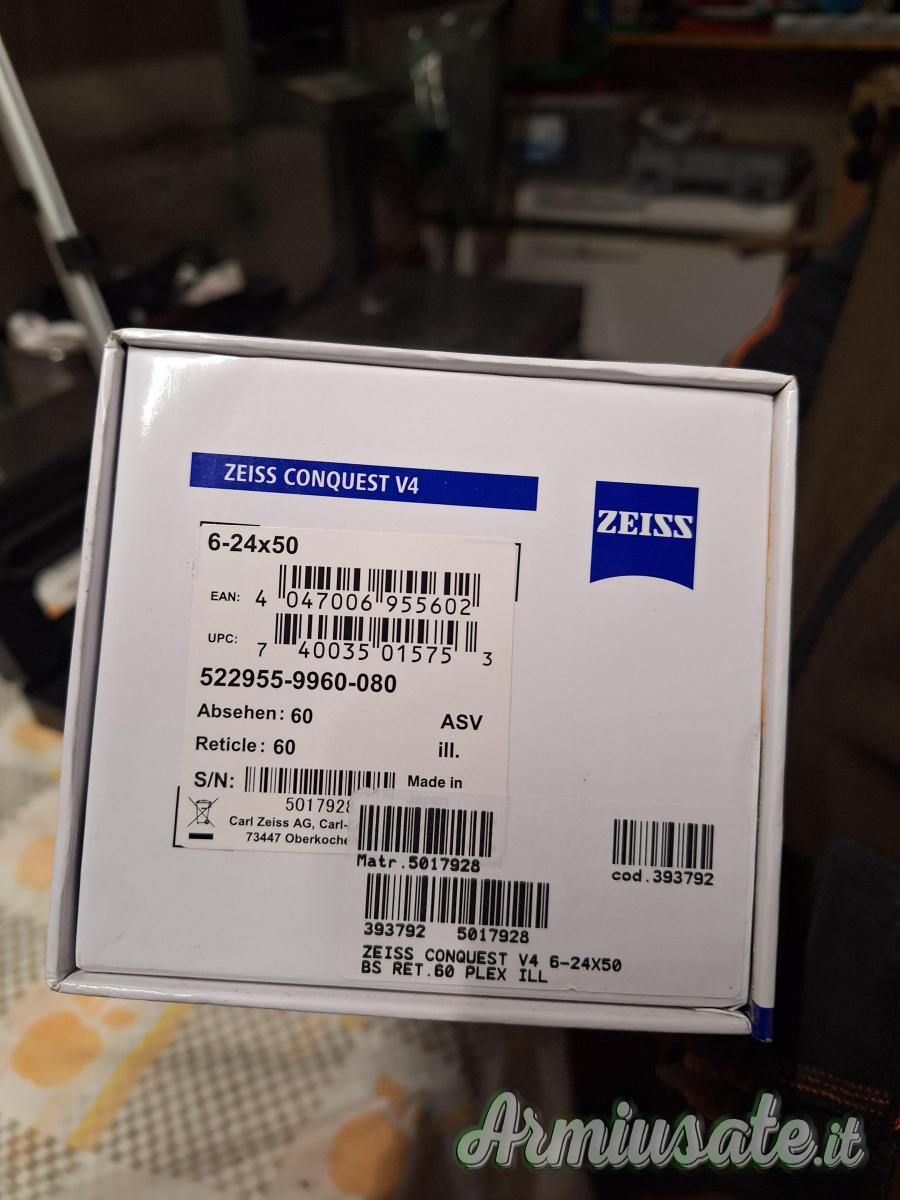 ZEISS CONQUEST V4
ZEISS
6-24x50
EAN: 4 047006 955602
UPC: 7 40035 01575 3
522955-9960-080
Absehen: 60 ASV
Reticle: 60 ill.
S/N: Made in
5017928
Carl Zeiss AG, Carl-
73447 Oberkoche
Matr.5017928
cod.393792
393792 5017928
ZEISS CONQUEST V4 6-24X50
BS RET.60 PLEX ILL
Armiusate.it